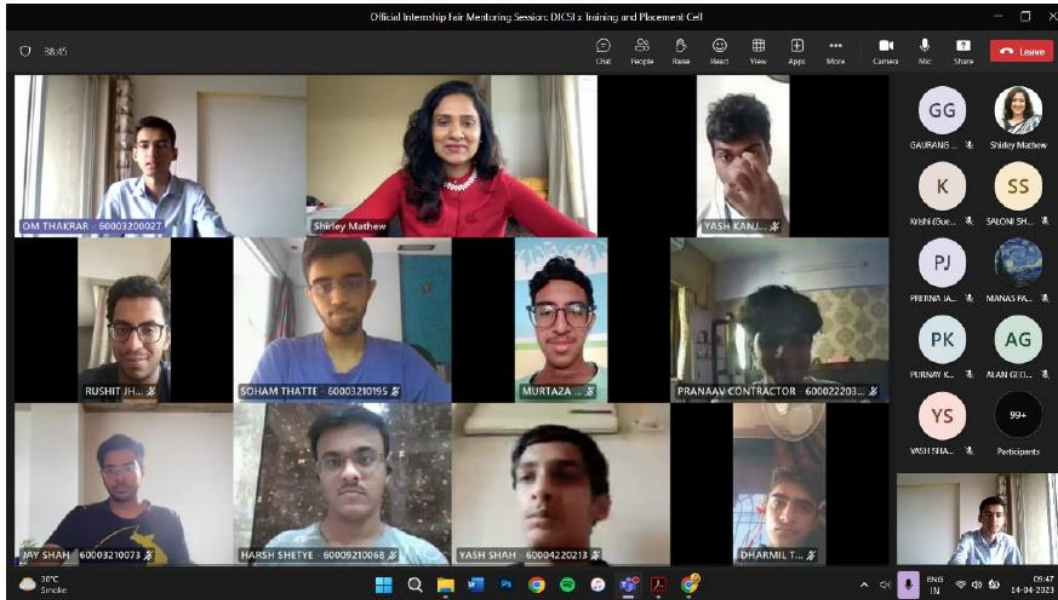 Official Internship Fair Mentoring Session: DJCSI x Training and Placement Cell
38:45
Chat People Raise React View Apps More Camera Mic Share Leave
OM THAKRAR - 60003200027
Shirley Mathew
YASH KANJ...
GG
GAURANG ...
Shirley Mathew
K
Krishi (Gue...
SS
SALONI SH...
RUSHIT JH...
SOHAM THATTE - 60003210195
MURTAZA ...
PRANAAV CONTRACTOR - 600022203...
PJ
PRERNA JA...
MANAS PA...
PK
PURNAY K...
AG
ALAN GEO...
JAY SHAH - 60003210073
HARSH SHETYE - 60009210068
YASH SHAH - 60004220213
DHARMIL T...
YS
YASH SHA...
99+
Participants
30°C
Smoke
Ps
ENG
IN
09:47
14-04-2023